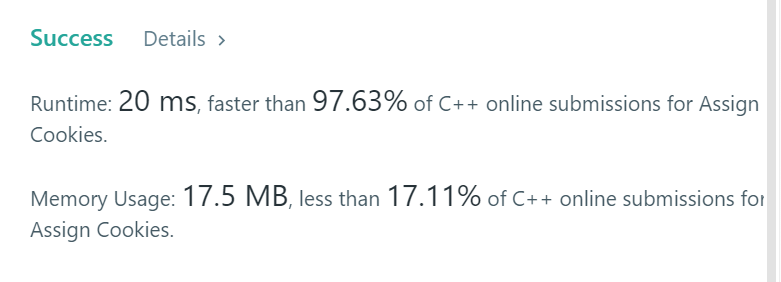 Success Details >
Runtime: 20 ms, faster than 97.63% of C++ online submissions for Assign
Cookies.
Memory Usage: 17.5 MB, less than 17.11% of C++ online submissions for
Assign Cookies.